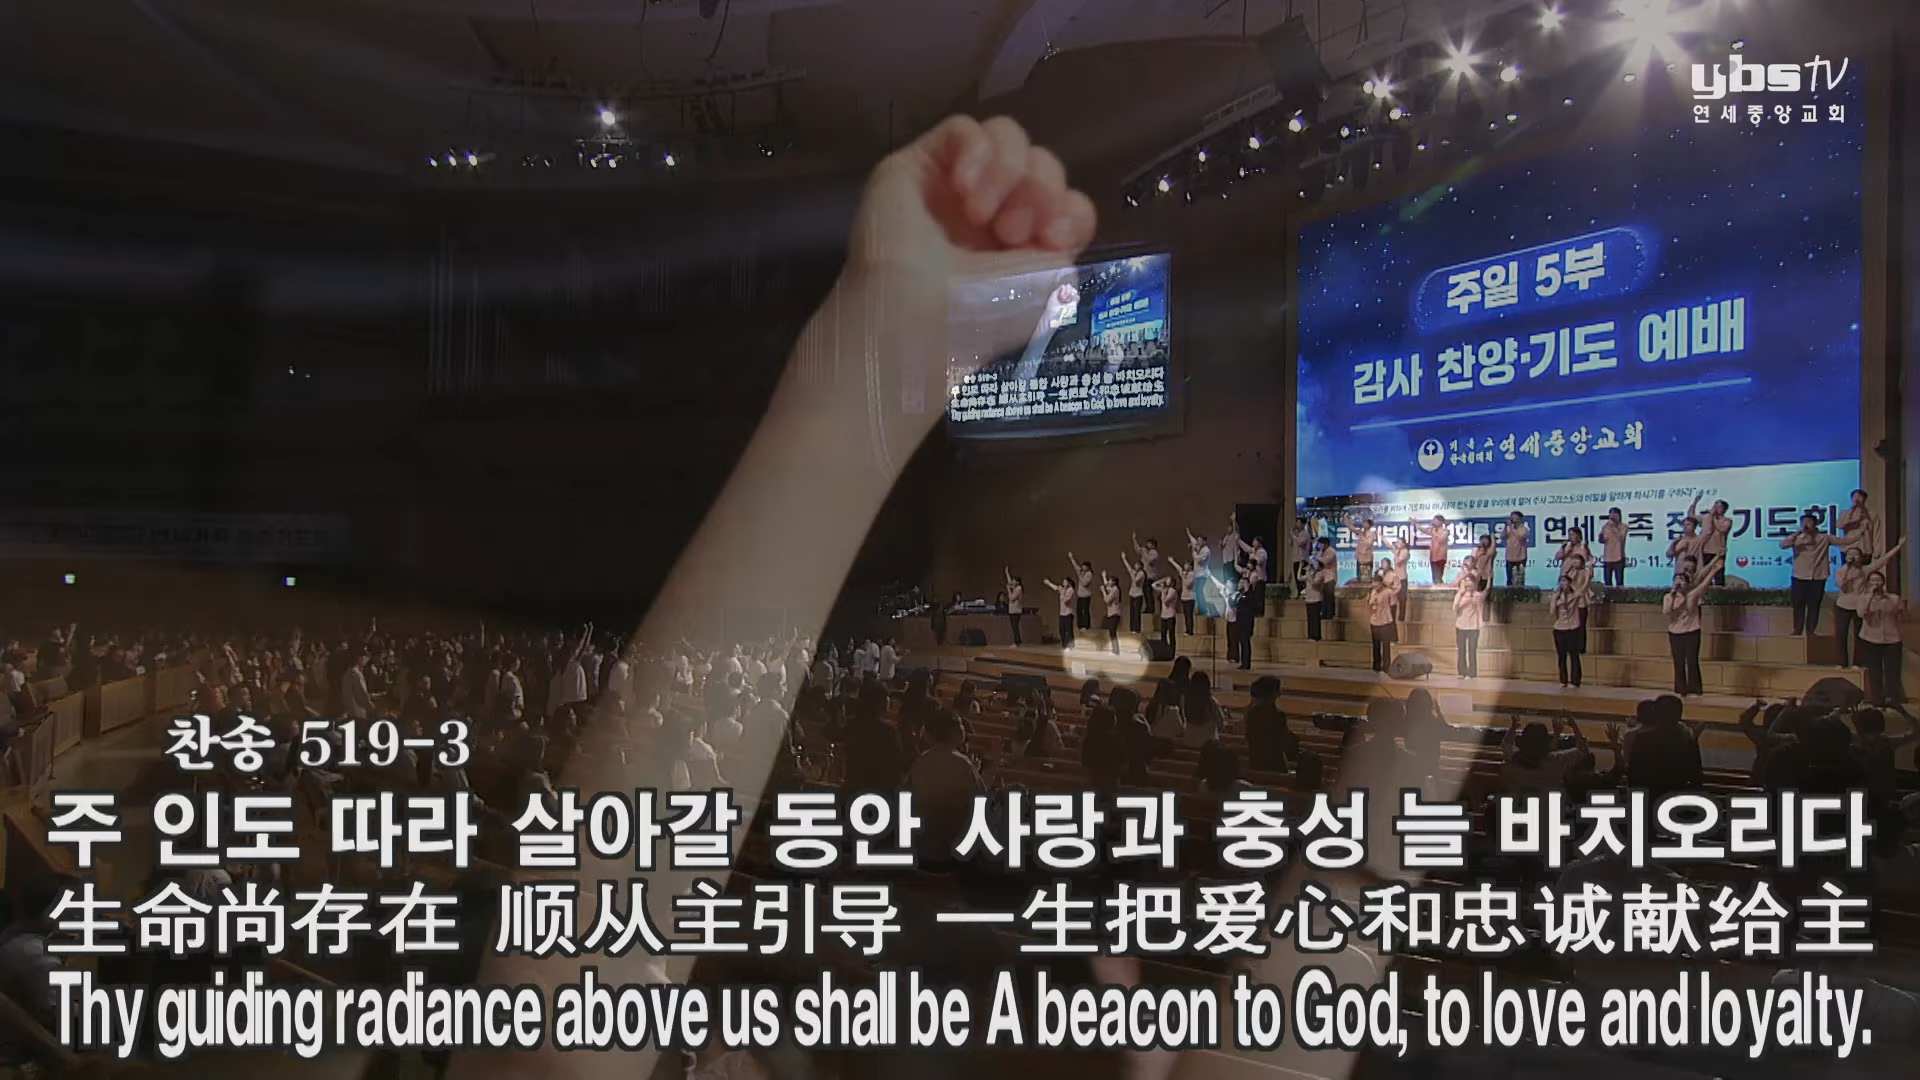 ybstv
연세중앙교회
주일 5부
감사 찬양·기도 예배
연세중앙교회
연세가족 기도회
찬송 519-3
주 인도 따라 살아갈 동안 사랑과 충성 늘 바치오리다
生命尚存在 顺从主引导 一生把爱心和忠诚献给主
Thy guiding radiance above us shall be A beacon to God, to love and loyalty.